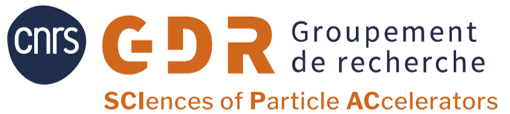 cnrs
GDR
Groupement
de recherche
SCIences of Particle ACcelerators